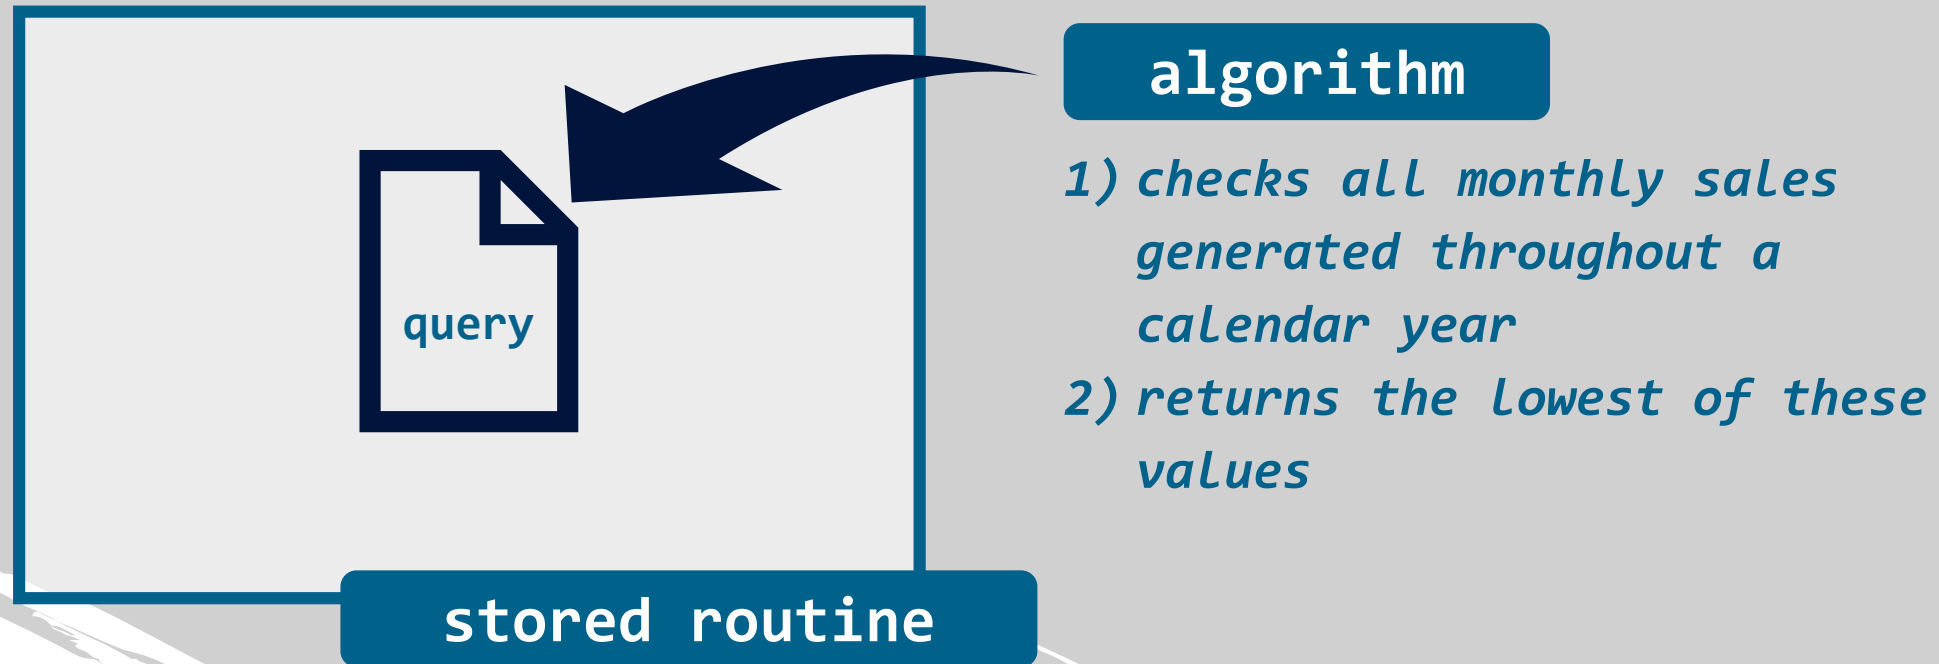 algorithm
1) checks all monthly sales
generated throughout a
calendar year
2) returns the lowest of these
values
query
stored routine